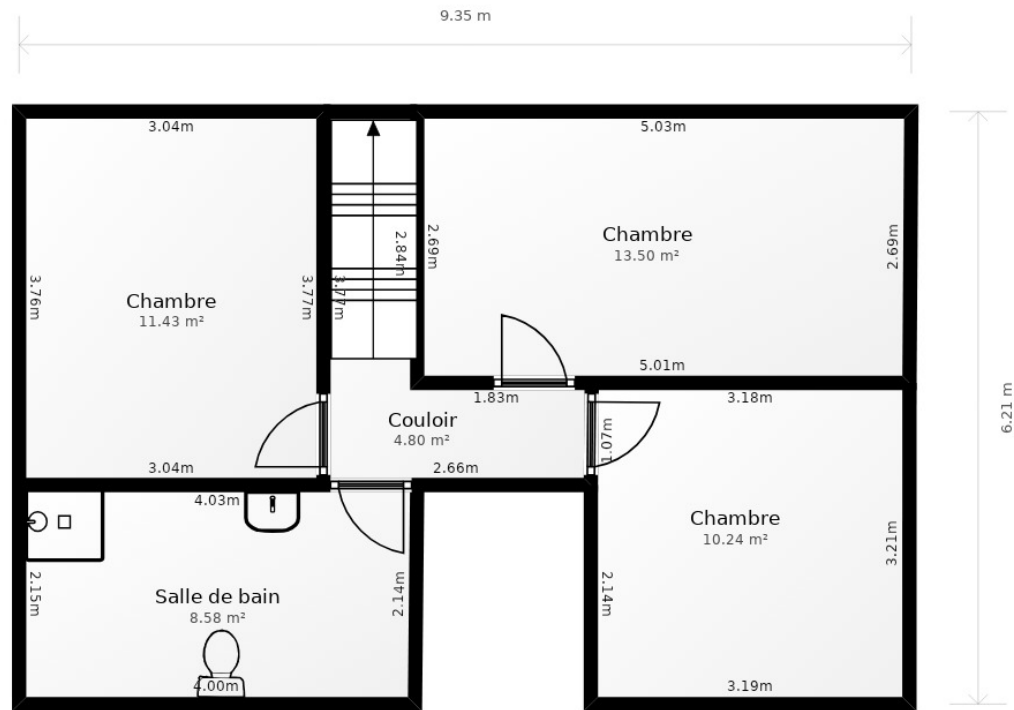 9.35 m
3.04m
5.03m
Chambre
13.50 m²
2.69m
2.84m
2.69m
3.76m
Chambre
11.43 m²
3.77m
3.77m
5.01m
1.83m
3.18m
Couloir
4.80 m²
1.07m
6.21 m
3.04m
2.66m
4.03m
Chambre
10.24 m²
3.21m
2.15m
Salle de bain
8.58 m²
2.14m
2.14m
4.00m
3.19m